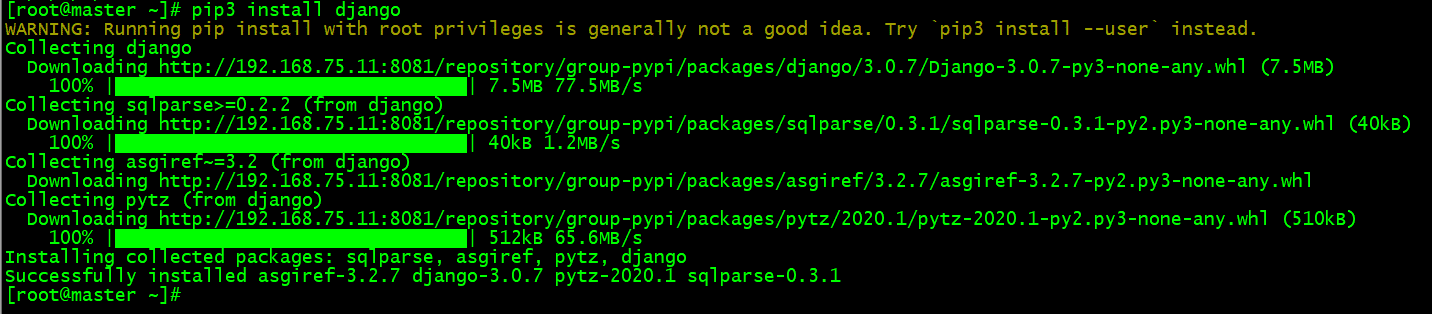 [root@master ~]# pip3 install django
WARNING: Running pip install with root privileges is generally not a good idea. Try `pip3 install --user` instead.
Collecting django
  Downloading http://192.168.75.11:8081/repository/group-pypi/packages/django/3.0.7/Django-3.0.7-py3-none-any.whl (7.5MB)
    100% |████████████████████████████████| 7.5MB 77.5MB/s
Collecting sqlparse>=0.2.2 (from django)
  Downloading http://192.168.75.11:8081/repository/group-pypi/packages/sqlparse/0.3.1/sqlparse-0.3.1-py2.py3-none-any.whl (40kB)
    100% |████████████████████████████████| 40kB 1.2MB/s
Collecting asgiref~=3.2 (from django)
  Downloading http://192.168.75.11:8081/repository/group-pypi/packages/asgiref/3.2.7/asgiref-3.2.7-py2.py3-none-any.whl
Collecting pytz (from django)
  Downloading http://192.168.75.11:8081/repository/group-pypi/packages/pytz/2020.1/pytz-2020.1-py2.py3-none-any.whl (510kB)
    100% |████████████████████████████████| 512kB 65.6MB/s
Installing collected packages: sqlparse, asgiref, pytz, django
Successfully installed asgiref-3.2.7 django-3.0.7 pytz-2020.1 sqlparse-0.3.1
[root@master ~]#